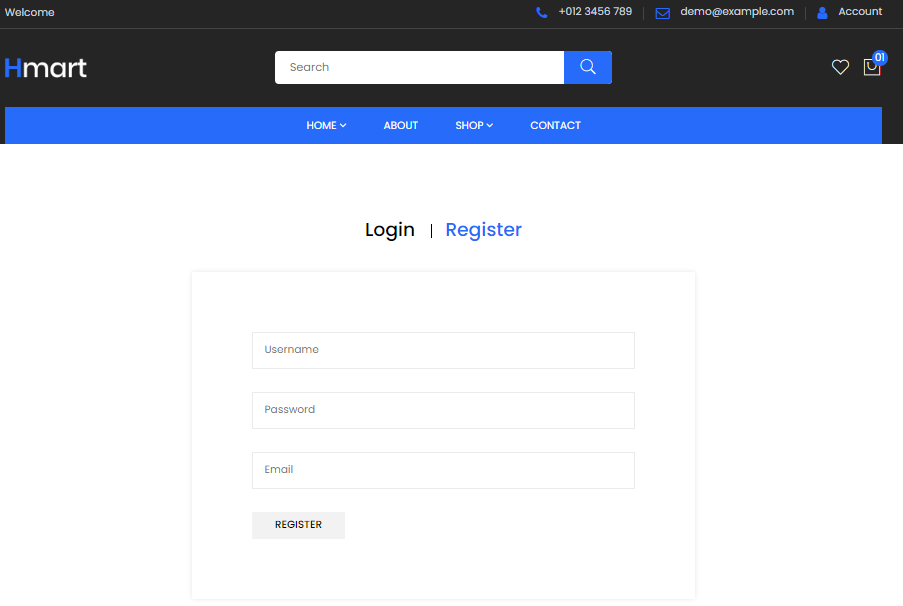 Welcome
+012 3456 789
demo@example.com
Account
Hmart
Search
01
HOME
ABOUT
SHOP
CONTACT
Login | Register
Username
Password
Email
REGISTER